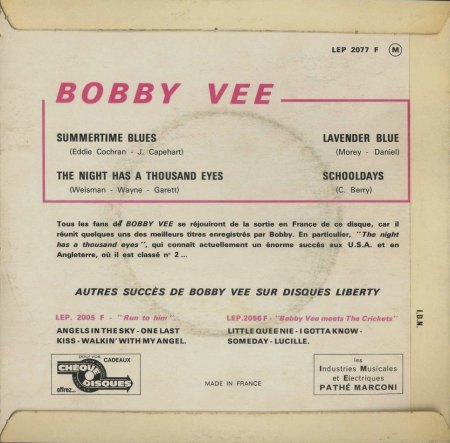 LEP 2077 F M
BOBBY VEE
SUMMERTIME BLUES
(Eddie Cochran - J. Capehart)
LAVENDER BLUE
(Morey - Daniel)
THE NIGHT HAS A THOUSAND EYES
(Weisman - Wayne - Garett)
SCHOOLDAYS
(C. Berry)
Tous les fans de BOBBY VEE se réjouiront de la sortie en France de ce disque, car il
réunit quelques uns des meilleurs titres enregistrés par Bobby. En particulier, "The night
has a thousand eyes", qui connaît actuellement un énorme succès aux U.S.A. et en
Angleterre, où il est classé n° 2 ...
AUTRES SUCCÈS DE BOBBY VEE SUR DISQUES LIBERTY
LEP. 2005 F - "Run to him".
ANGELS IN THE SKY - ONE LAST
KISS - WALKIN' WITH MY ANGEL.
LEP. 2056 F - "Bobby Vee meets The Crickets"
LITTLE QUEENIE - I GOTTA KNOW -
SOMEDAY - LUCILLE.
I.D.N.
pour vos CADEAUX
CHÈQUE DISQUES
offrez...
MADE IN FRANCE
les
Industries Musicales
et Electriques
PATHÉ MARCONI